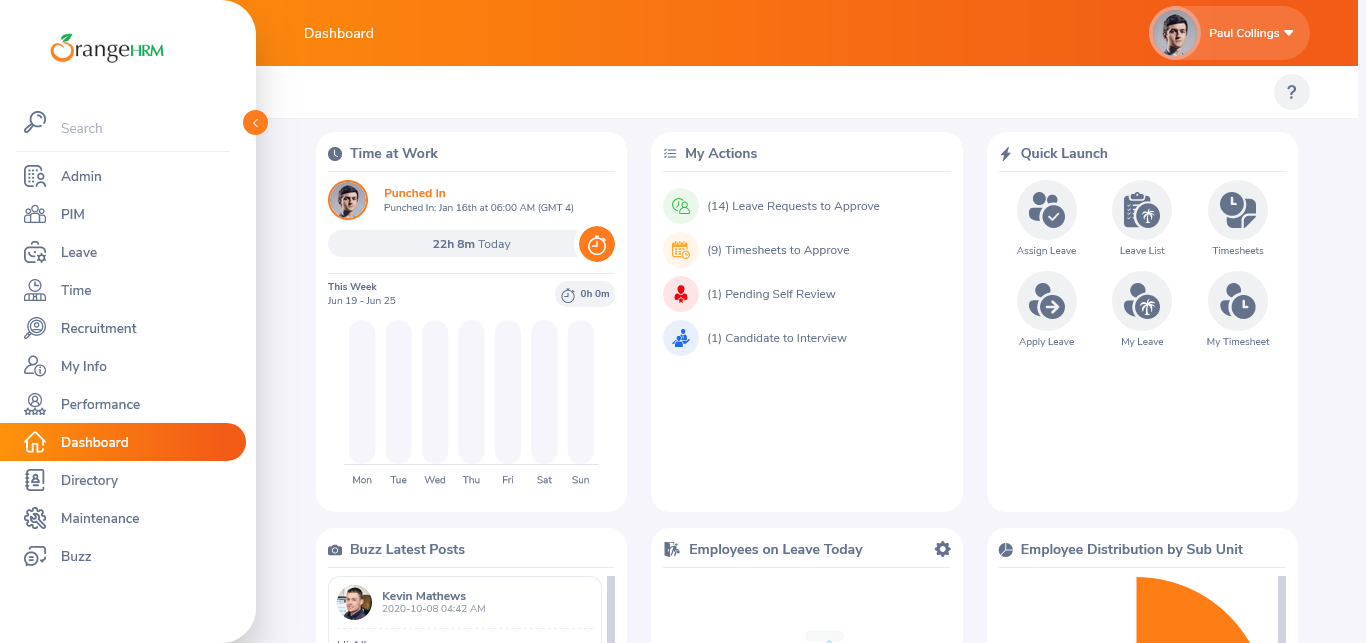 OrangeHRM
Search
Admin
PIM
Leave
Time
Recruitment
My Info
Performance
Dashboard
Directory
Maintenance
Buzz
Dashboard
Paul Collings
?
Time at Work
Punched In
Punched In: Jan 16th at 06:00 AM (GMT 4)
22h 8m Today
This Week
Jun 19 - Jun 25
0h 0m
Mon Tue Wed Thu Fri Sat Sun
My Actions
(14) Leave Requests to Approve
(9) Timesheets to Approve
(1) Pending Self Review
(1) Candidate to Interview
Quick Launch
Assign Leave Leave List Timesheets
Apply Leave My Leave My Timesheet
Buzz Latest Posts
Kevin Mathews
2020-10-08 04:42 AM
Employees on Leave Today
Employee Distribution by Sub Unit